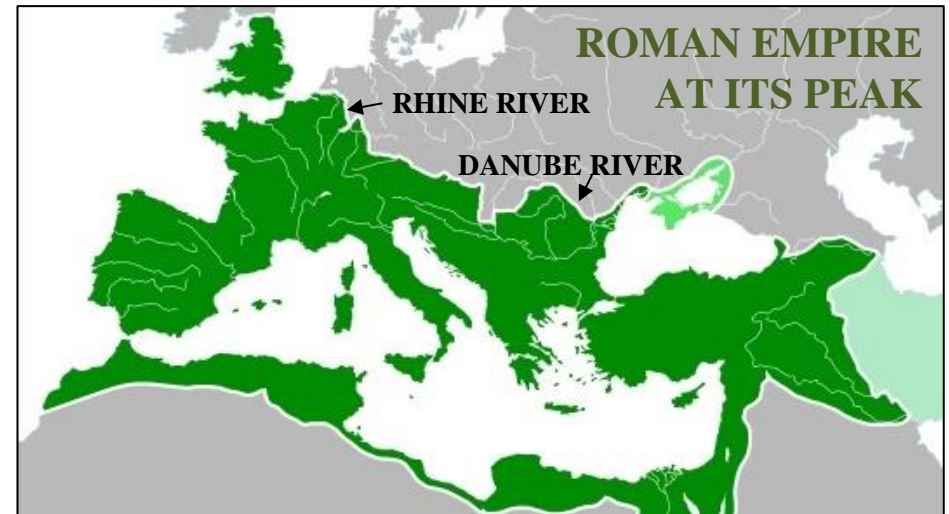 ROMAN EMPIRE
AT ITS PEAK
RHINE RIVER
DANUBE RIVER